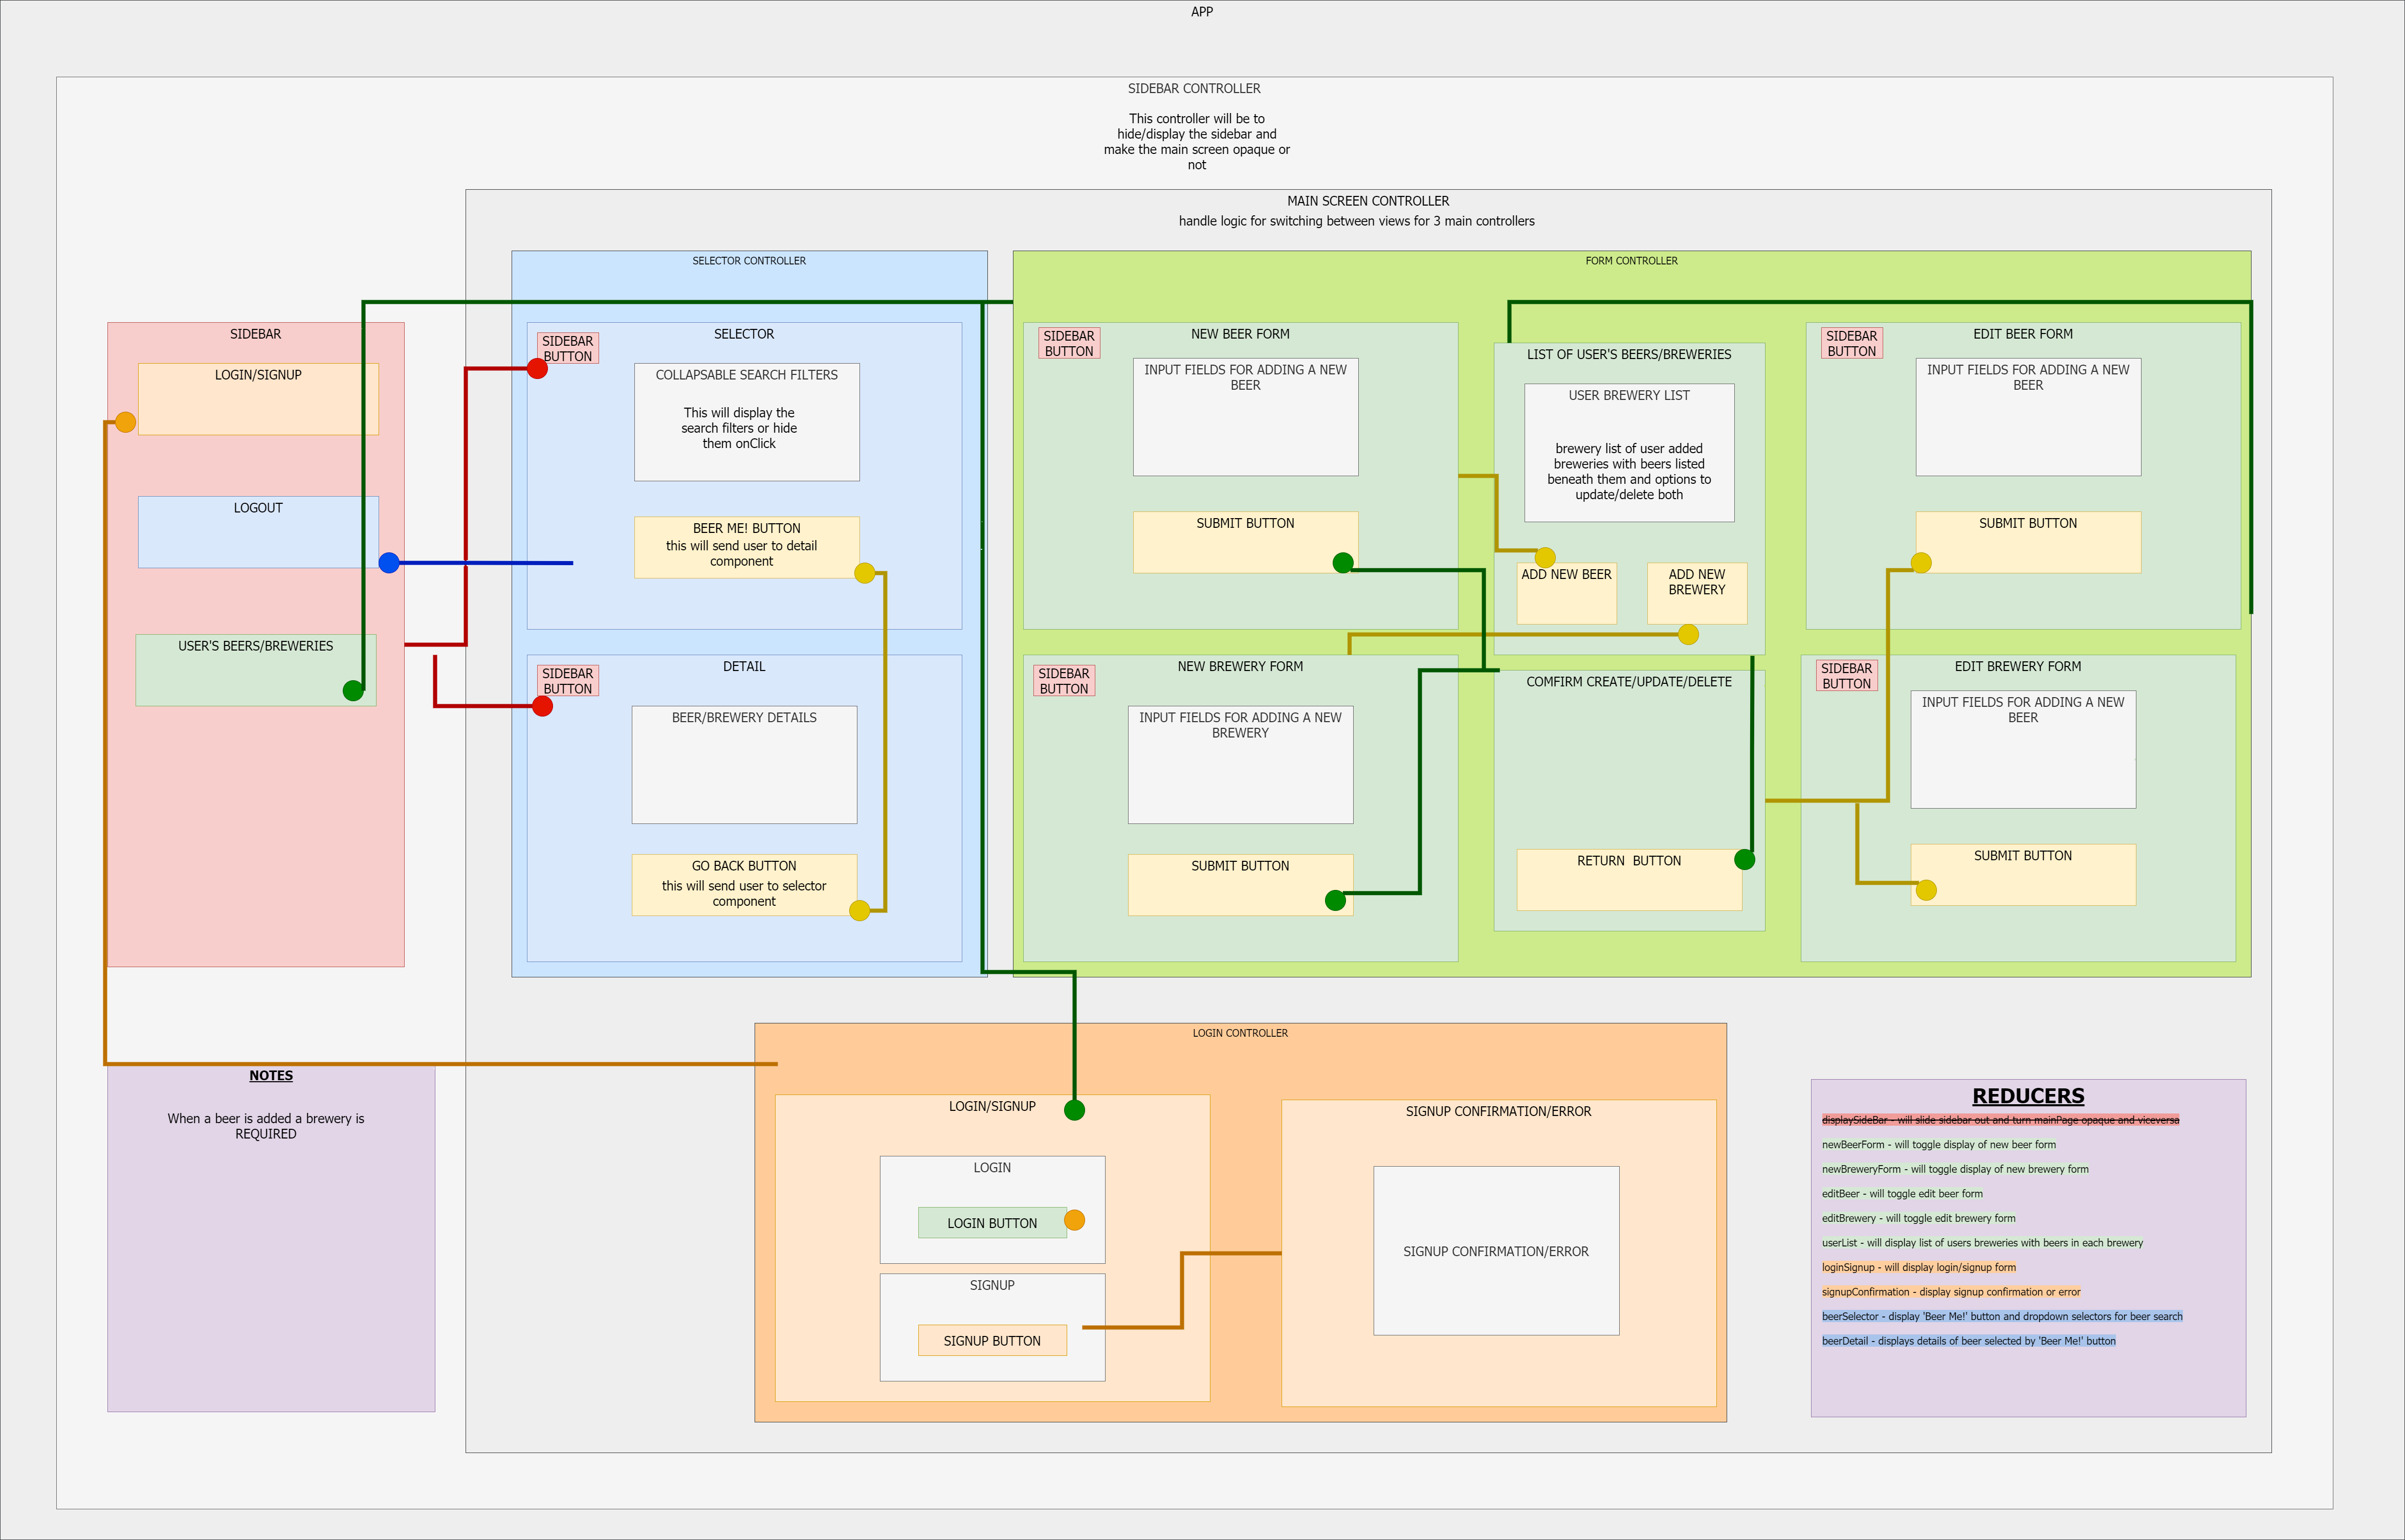 APP
SIDEBAR CONTROLLER
This controller will be to
hide/display the sidebar and
make the main screen opaque or
not
MAIN SCREEN CONTROLLER
handle logic for switching between views for 3 main controllers
SIDEBAR
LOGIN/SIGNUP
LOGOUT
USER'S BEERS/BREWERIES
SELECTOR CONTROLLER
SIDEBAR
BUTTON
SELECTOR
COLLAPSABLE SEARCH FILTERS
This will display the
search filters or hide
them onClick
BEER ME! BUTTON
this will send user to detail
component
SIDEBAR
BUTTON
DETAIL
BEER/BREWERY DETAILS
GO BACK BUTTON
this will send user to selector
component
FORM CONTROLLER
SIDEBAR
BUTTON
NEW BEER FORM
INPUT FIELDS FOR ADDING A NEW
BEER
SUBMIT BUTTON
SIDEBAR
BUTTON
NEW BREWERY FORM
INPUT FIELDS FOR ADDING A NEW
BREWERY
SUBMIT BUTTON
LIST OF USER'S BEERS/BREWERIES
USER BREWERY LIST
brewery list of user added
breweries with beers listed
beneath them and options to
update/delete both
ADD NEW BEER
ADD NEW
BREWERY
COMFIRM CREATE/UPDATE/DELETE
RETURN BUTTON
SIDEBAR
BUTTON
EDIT BEER FORM
INPUT FIELDS FOR ADDING A NEW
BEER
SUBMIT BUTTON
SIDEBAR
BUTTON
EDIT BREWERY FORM
INPUT FIELDS FOR ADDING A NEW
BEER
SUBMIT BUTTON
NOTES
When a beer is added a brewery is
REQUIRED
LOGIN CONTROLLER
LOGIN/SIGNUP
LOGIN
LOGIN BUTTON
SIGNUP
SIGNUP BUTTON
SIGNUP CONFIRMATION/ERROR
SIGNUP CONFIRMATION/ERROR
REDUCERS
displaySideBar - will slide sidebar out and turn mainPage opaque and viceversa
newBeerForm - will toggle display of new beer form
newBreweryForm - will toggle display of new brewery form
editBeer - will toggle edit beer form
editBrewery - will toggle edit brewery form
userList - will display list of users breweries with beers in each brewery
loginSignup - will display login/signup form
signupConfirmation - display signup confirmation or error
beerSelector - display 'Beer Me!' button and dropdown selectors for beer search
beerDetail - displays details of beer selected by 'Beer Me!' button